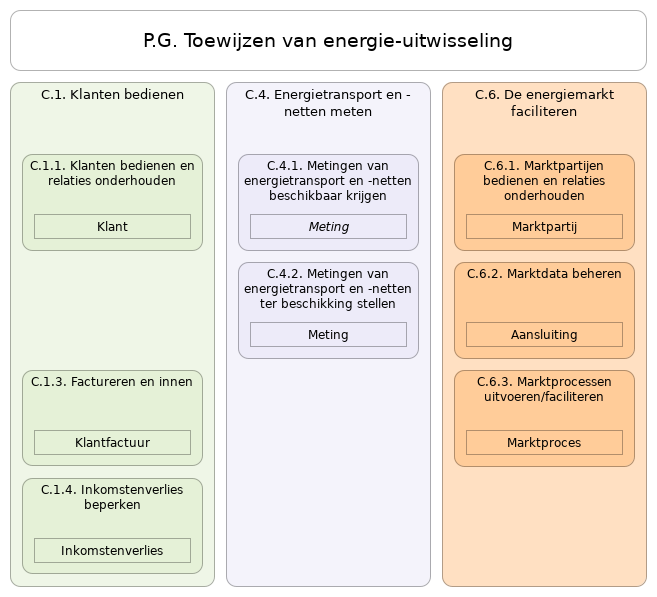 P.G. Toewijzen van energie-uitwisseling
C.1. Klanten bedienen
C.1.1. Klanten bedienen en
relaties onderhouden
Klant
C.1.3. Factureren en innen
Klantfactuur
C.1.4. Inkomstenverlies
beperken
Inkomstenverlies
C.4. Energietransport en -
netten meten
C.4.1. Metingen van
energietransport en -netten
beschikbaar krijgen
Meting
C.4.2. Metingen van
energietransport en -netten
ter beschikking stellen
Meting
C.6. De energiemarkt
faciliteren
C.6.1. Marktpartijen
bedienen en relaties
onderhouden
Marktpartij
C.6.2. Marktdata beheren
Aansluiting
C.6.3. Marktprocessen
uitvoeren/faciliteren
Marktproces